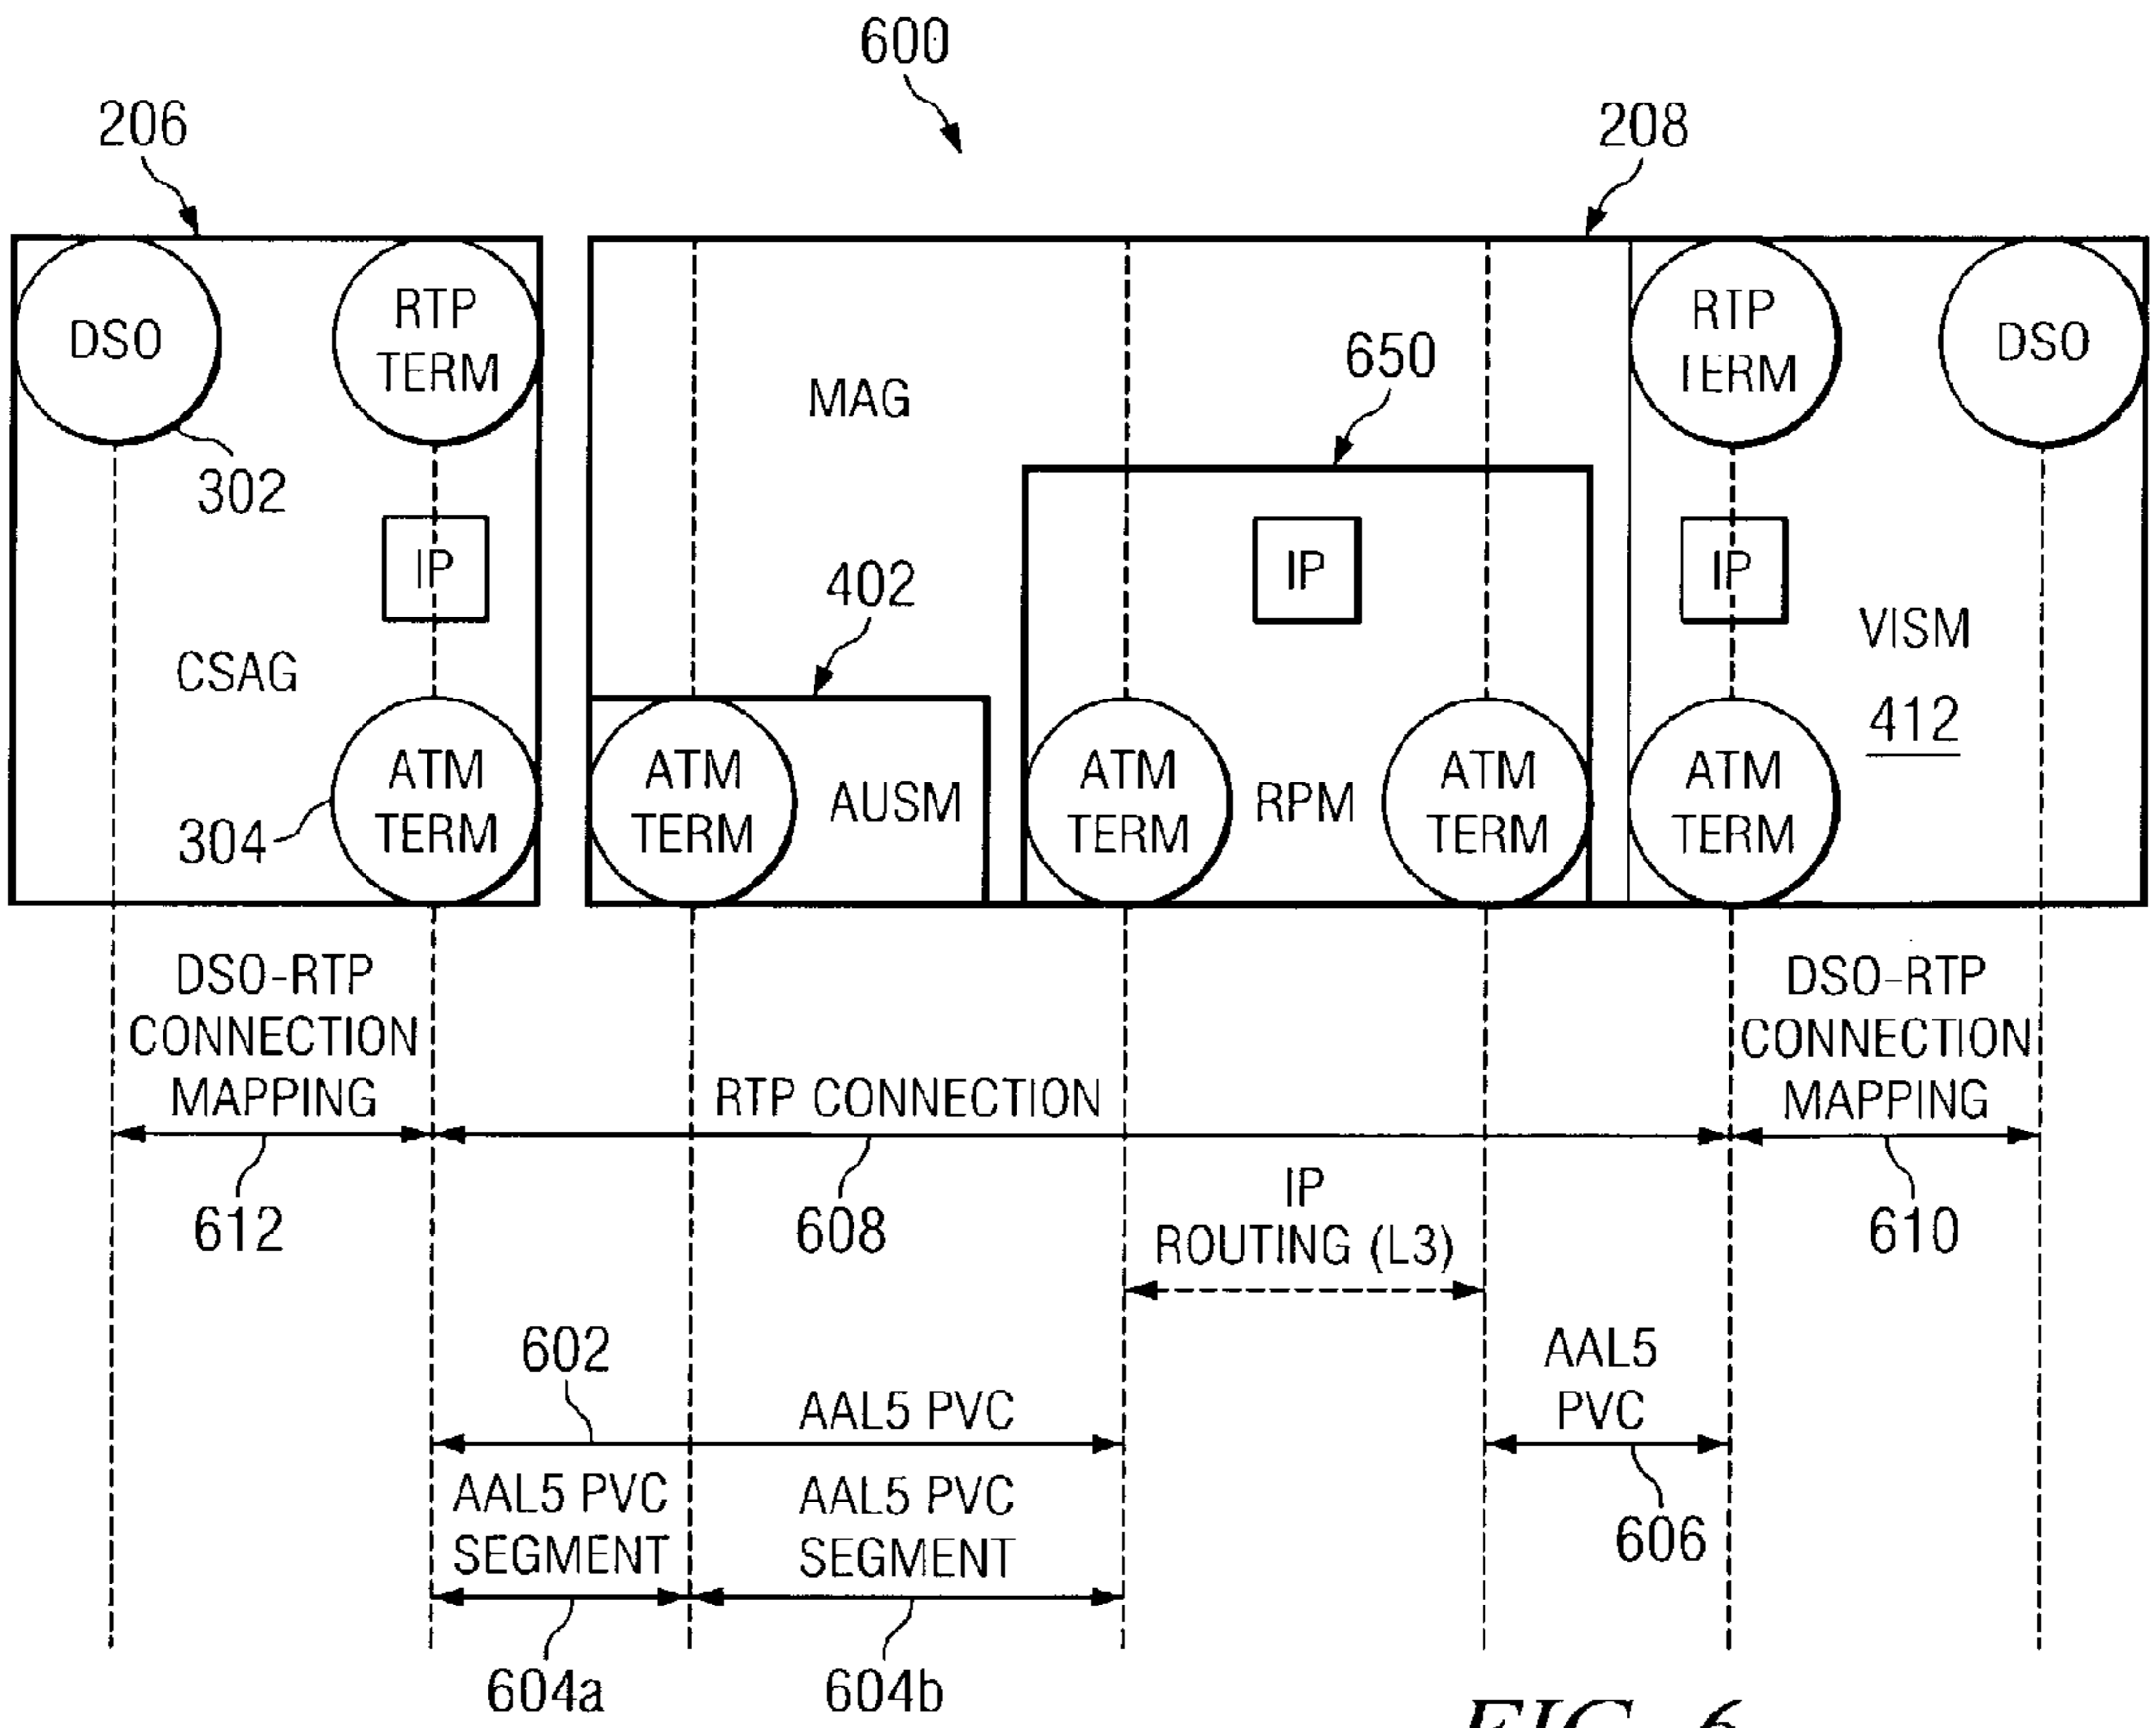 600
206
208
DSO
RTP
TERM
MAG
650
RTP
TERM
DSO
302
IP
402
IP
IP
VISM
412
CSAG
304
ATM
TERM
ATM
TERM
AUSM
ATM
TERM
RPM
ATM
TERM
ATM
TERM
DSO-RTP
CONNECTION
MAPPING
RTP CONNECTION
DSO-RTP
CONNECTION
MAPPING
612
608
IP
ROUTING (L3)
610
602
AAL5 PVC
AAL5
PVC
AAL5 PVC
SEGMENT
AAL5 PVC
SEGMENT
606
604a
604b
FIG. 6